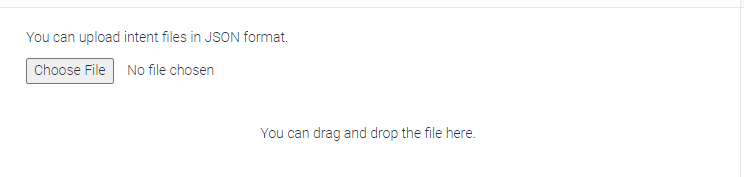 You can upload intent files in JSON format.
Choose File No file chosen
You can drag and drop the file here.